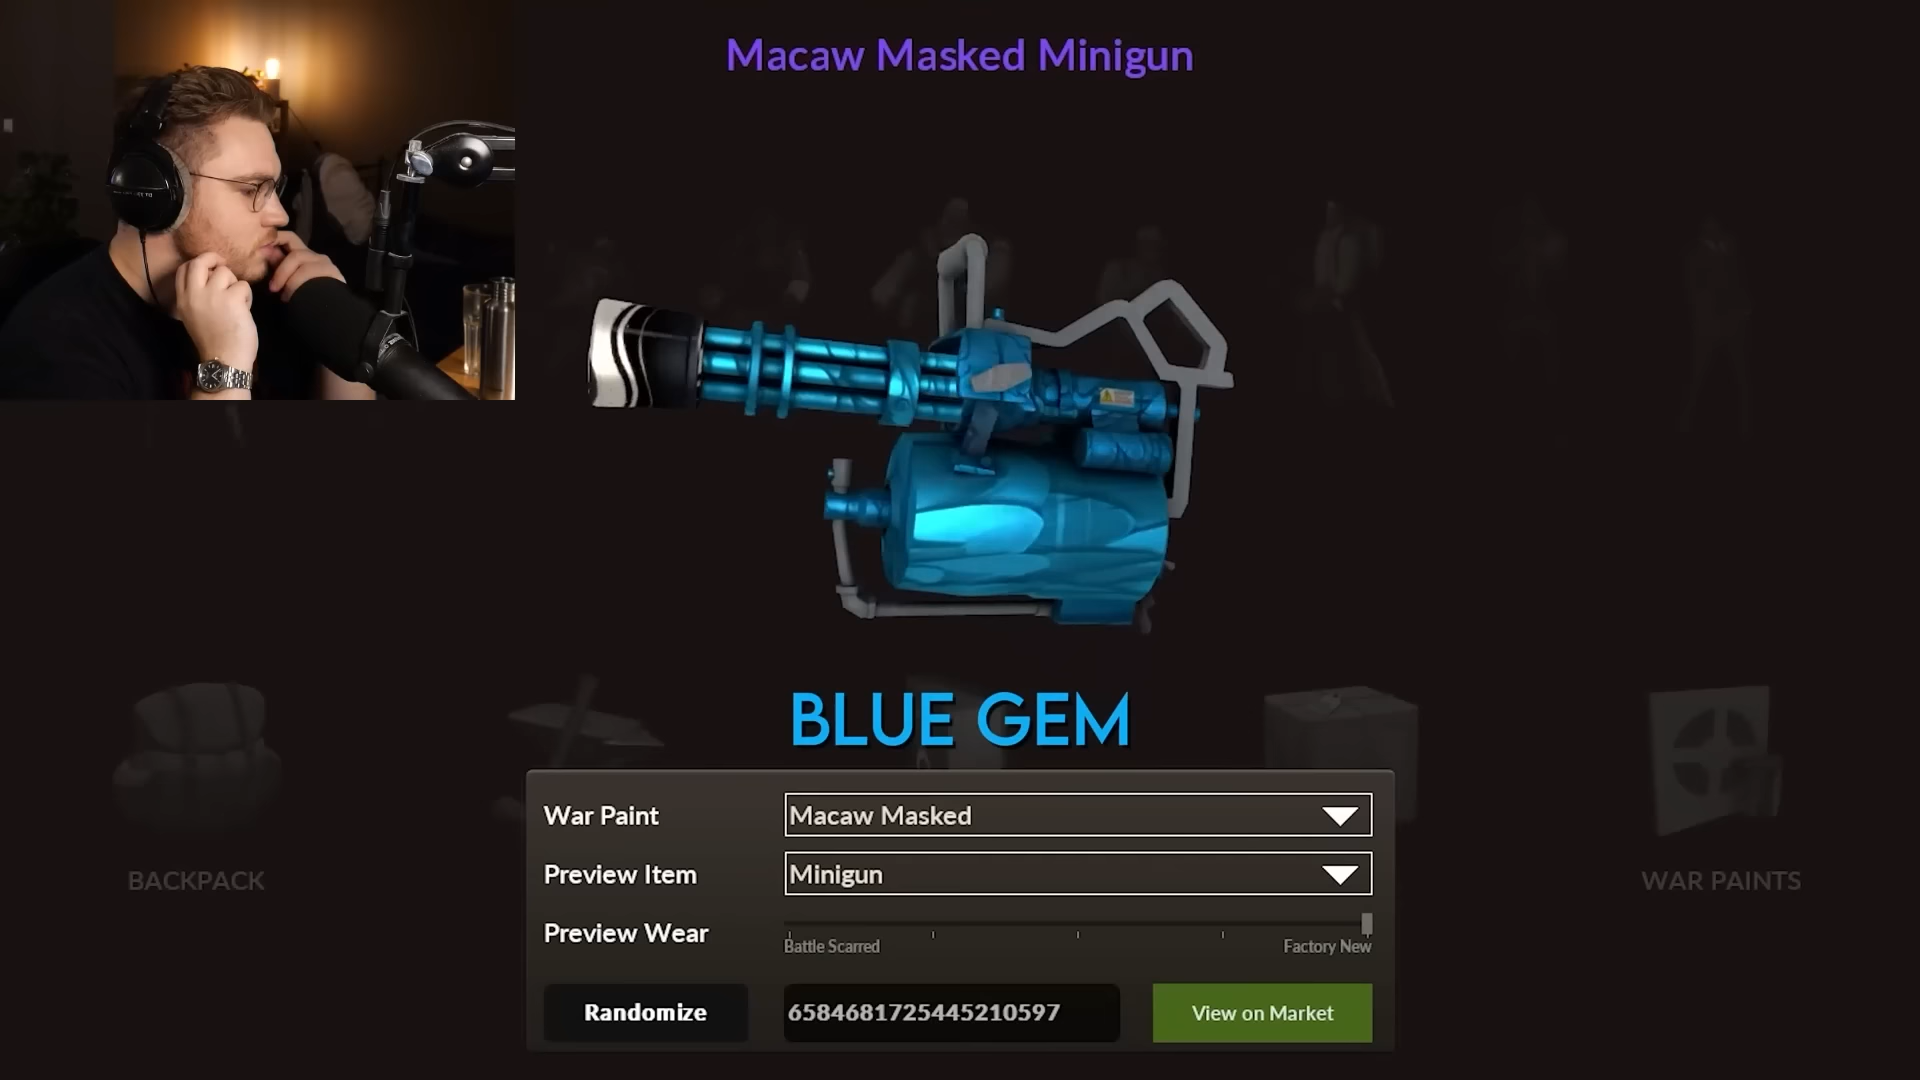 Macaw Masked Minigun
BLUE GEM
War Paint
Macaw Masked
Preview Item
Minigun
Preview Wear
Battle Scarred
Factory New
BACKPACK
WAR PAINTS
Randomize
6584681725445210597
View on Market